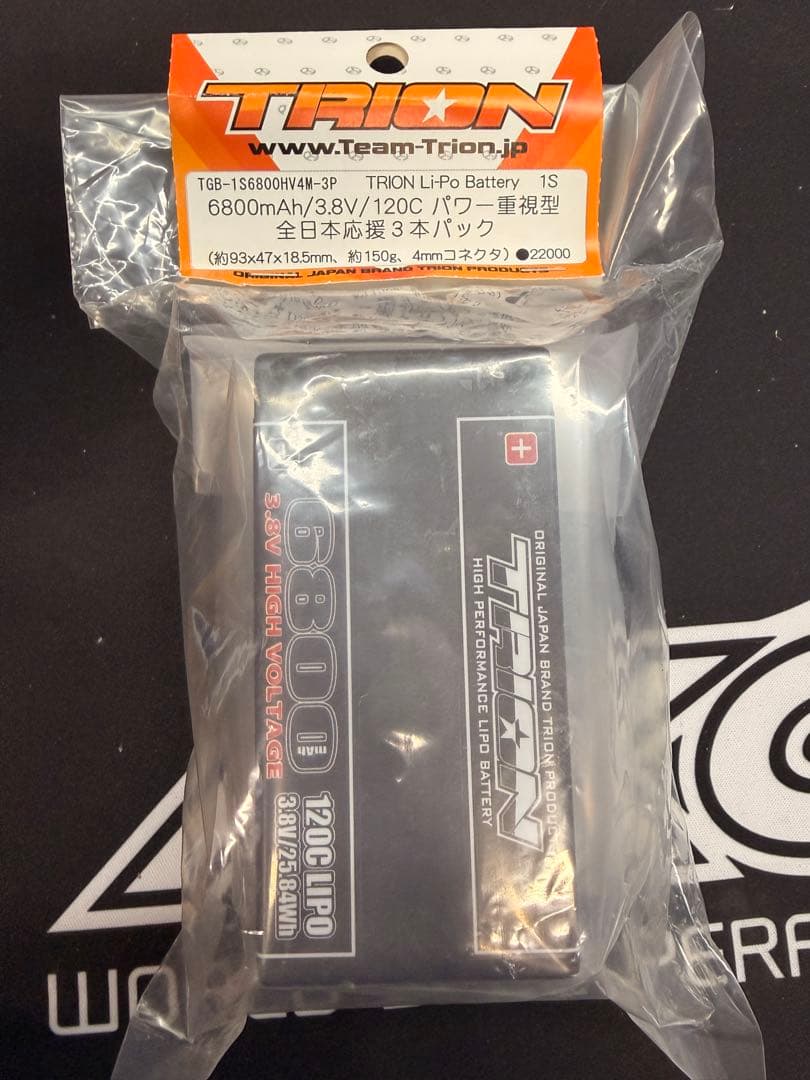 TRION
www.Team-Trion.jp
TGB-1S6800HV4M-3P TRION Li-Po Battery 1S
6800mAh/3.8V/120C パワー重視型
全日本応援3本パック
(約93x47x18.5mm、約150g、4mmコネクタ) ●22000
ORIGINAL JAPAN BRAND TRION PRODUCTS
+
ORIGINAL JAPAN BRAND TRION PRODUC
TRION
HIGH PERFORMANCE LIPO BATTERY
6800 mAh
3.8V HIGH VOLTAGE
120C LIPO
3.8V/25.84Wh